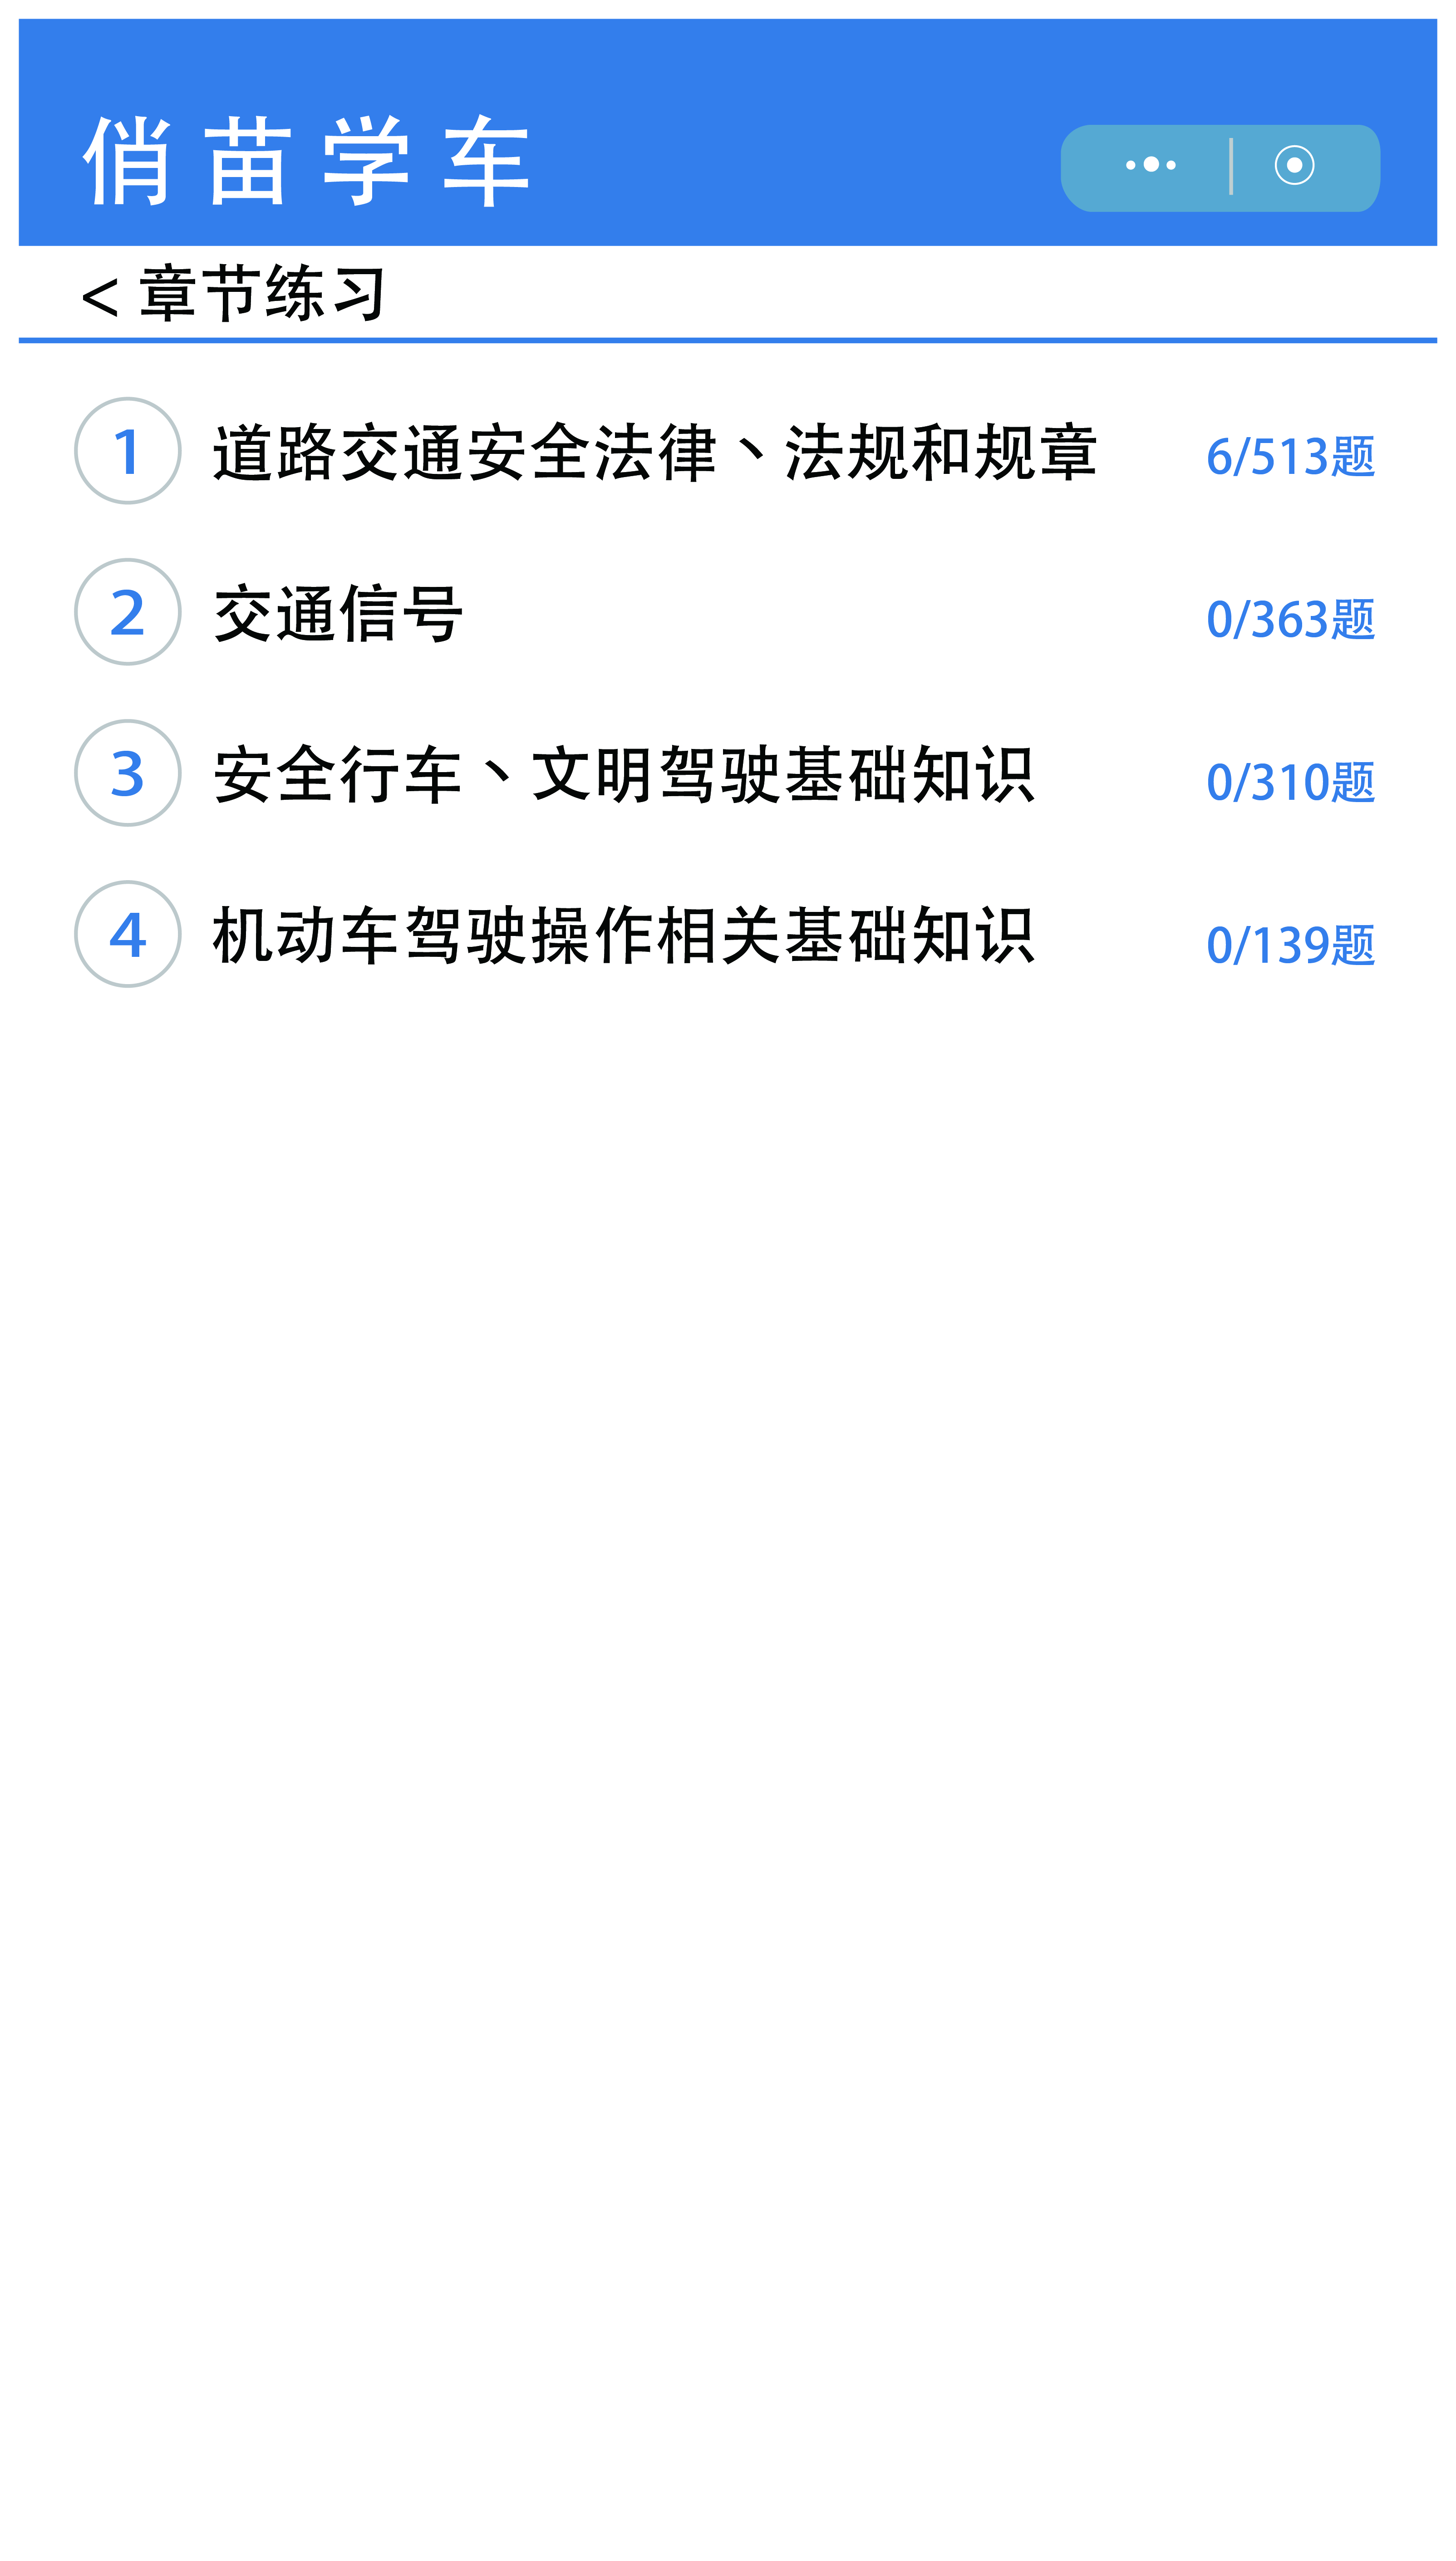 俏苗学车
< 章节练习
1 道路交通安全法律、法规和规章 6/513题
2 交通信号 0/363题
3 安全行车、文明驾驶基础知识 0/310题
4 机动车驾驶操作相关基础知识 0/139题